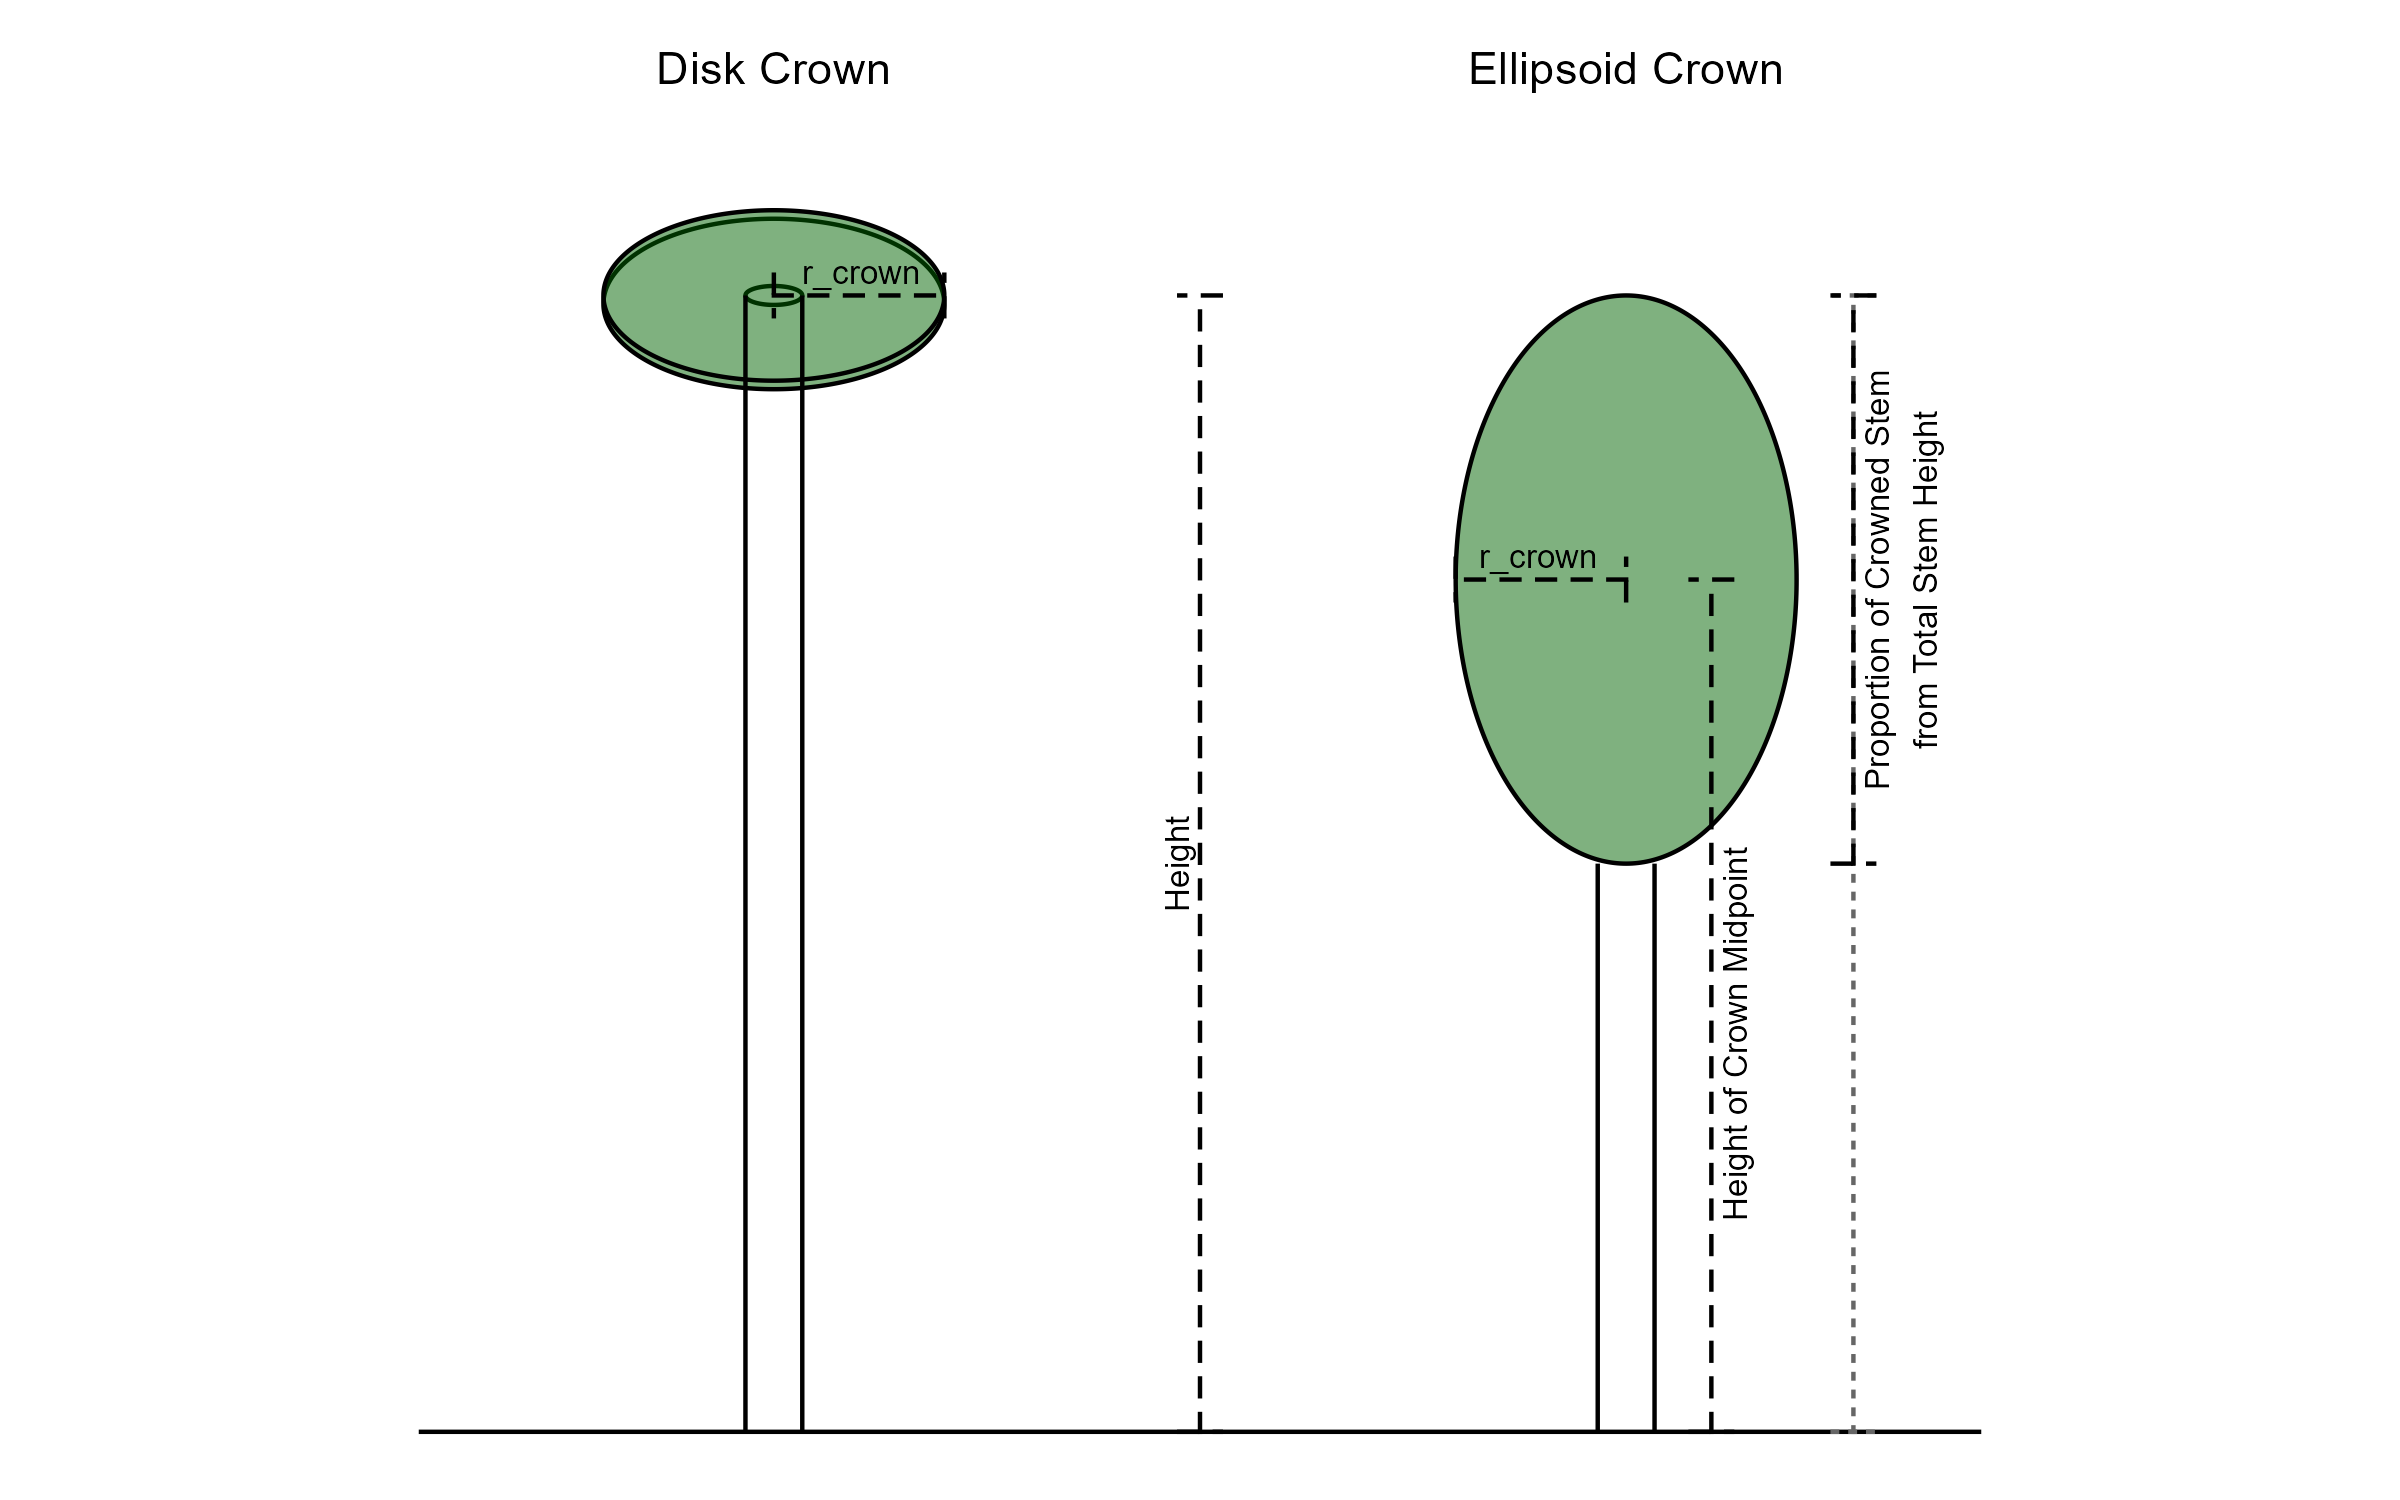 Disk Crown
Ellipsoid Crown
r_crown
Height
r_crown
Height of Crown Midpoint
Proportion of Crowned Stem
from Total Stem Height